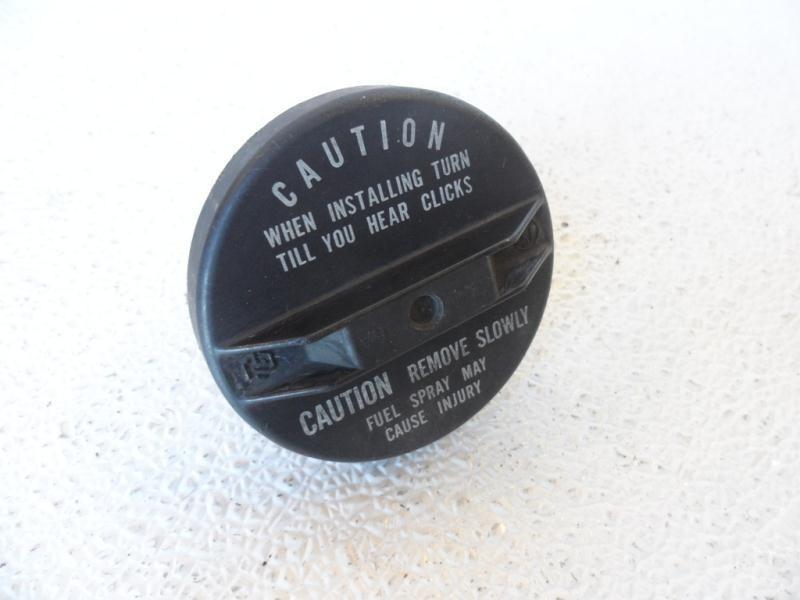 CAUTION
WHEN INSTALLING TURN
TILL YOU HEAR CLICKS
CAUTION REMOVE SLOWLY
FUEL SPRAY MAY
CAUSE INJURY